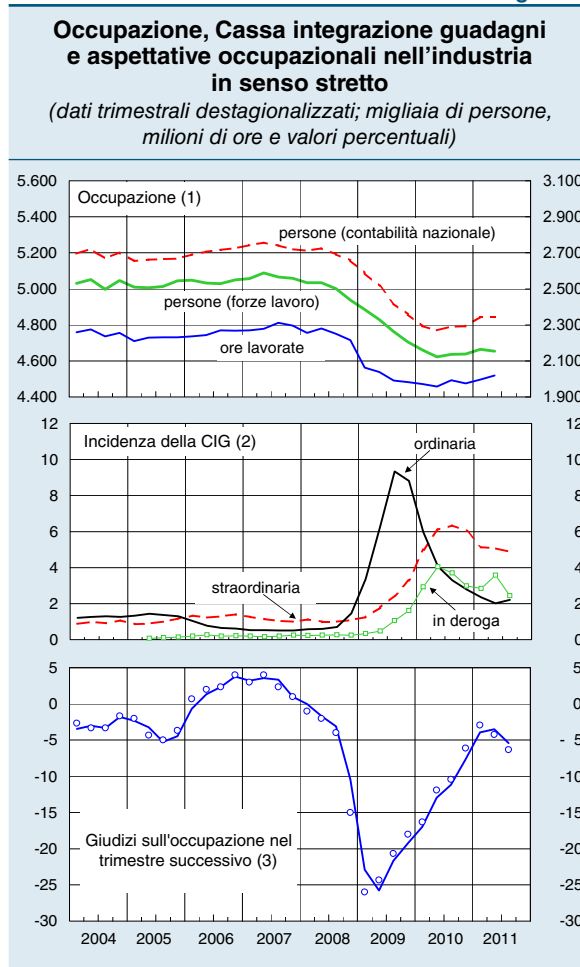 Occupazione, Cassa integrazione guadagni
e aspettative occupazionali nell'industria
in senso stretto
(dati trimestrali destagionalizzati; migliaia di persone,
milioni di ore e valori percentuali)
5.600 3.100
Occupazione (1)
5.400 2.900
persone (contabilità nazionale)
5.200 2.700
5.000 2.500
persone (forze lavoro)
4.800 2.300
ore lavorate
4.600 2.100
4.400 1.900
12 12
Incidenza della CIG (2)
ordinaria
10 10
8 8
6 6
4 4
straordinaria
2 2
in deroga
0 0
5 5
0 0
-5 - 5
-10 -10
-15 -15
Giudizi sull'occupazione nel
-20 -20
trimestre successivo (3)
-25 -25
-30 -30
2004 2005 2006 2007 2008 2009 2010 2011